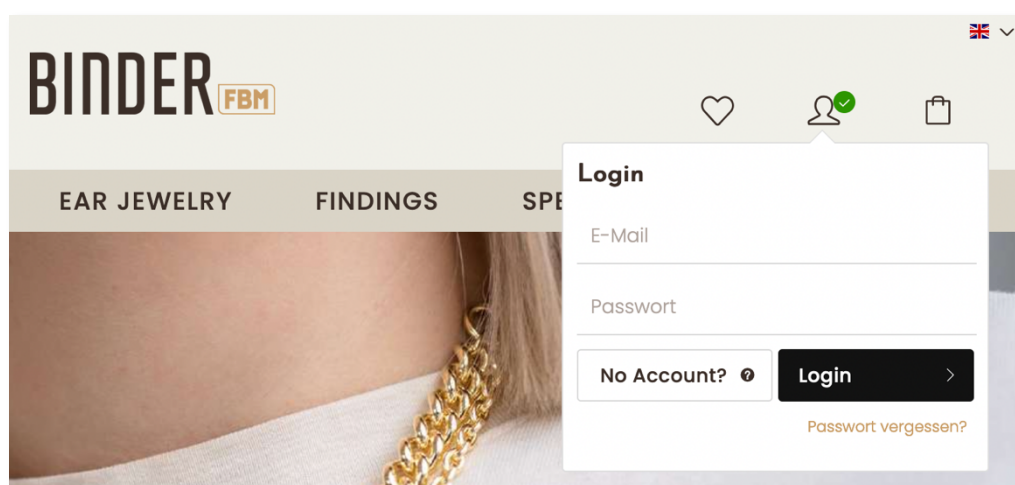 BINDER FBM
EAR JEWELRY FINDINGS SPE
Login
E-Mail
Passwort
No Account? Login
Passwort vergessen?